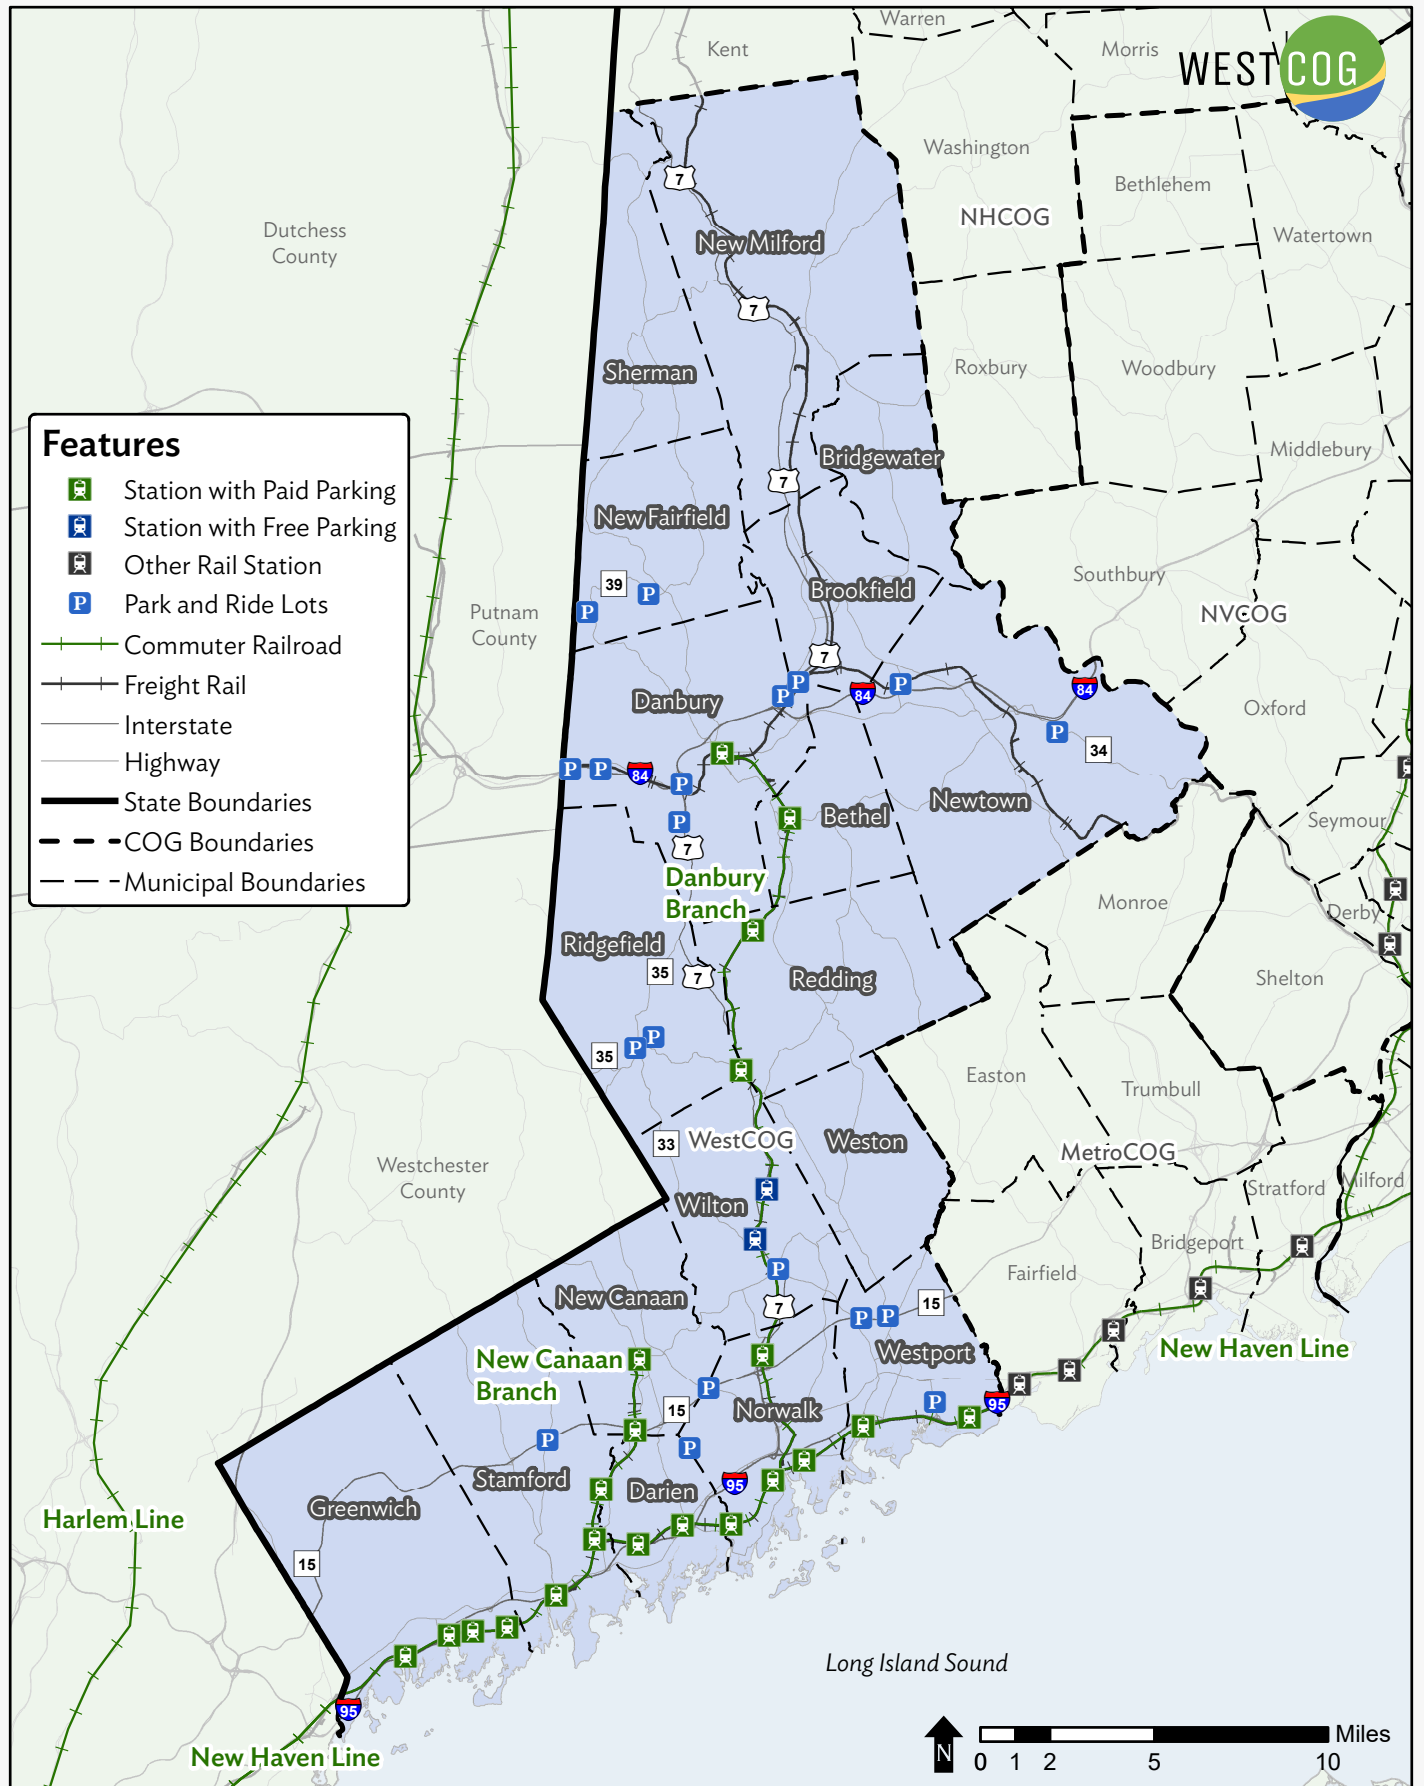 Warren
Kent
Morris
WESTCOG
Washington
Bethlehem
7
NHCOG
Dutchess
County
Watertown
New Milford
7
Sherman
Roxbury
Woodbury
Features
Station with Paid Parking
Station with Free Parking
Other Rail Station
P Park and Ride Lots
Commuter Railroad
Freight Rail
Interstate
Highway
State Boundaries
COG Boundaries
Municipal Boundaries
Middlebury
Bridgewater
7
New Fairfield
39
P
P
Southbury
Brookfield
NVCOG
Putnam
County
7
P
P
84
P
84
Danbury
Oxford
P
34
P
P
84
P
Newtown
Bethel
P
Seymour
7
Danbury
Branch
Monroe
Derby
Ridgefield
35
7
Redding
Shelton
P
P
35
Easton
Trumbull
33
WestCOG
Weston
MetroCOG
Westchester
County
Stratford
Milford
Wilton
Bridgeport
P
Fairfield
New Canaan
7
15
P
P
New Haven Line
Westport
New Canaan
Branch
P
P
95
15
Norwalk
P
P
Stamford
95
Darien
Greenwich
Harlem Line
15
Long Island Sound
95
New Haven Line
N
Miles
0 1 2 5 10